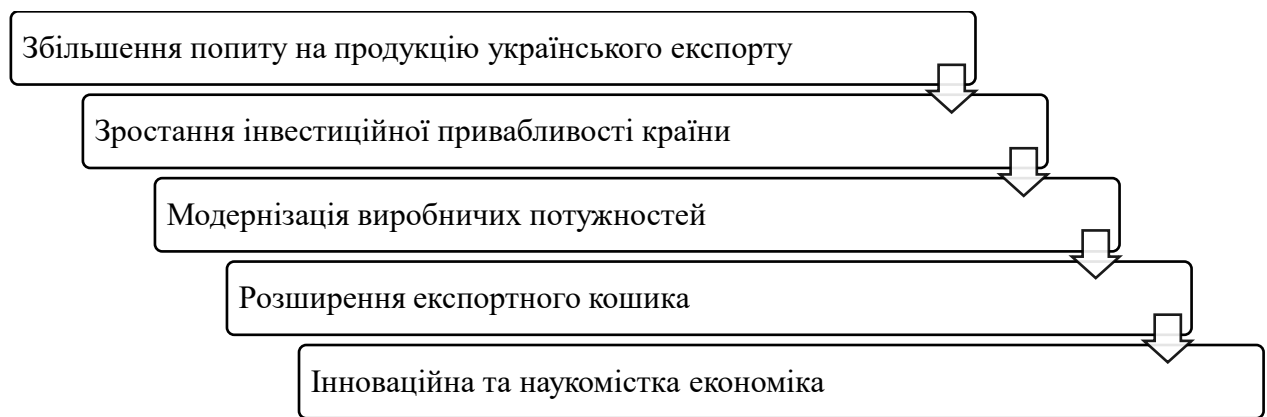 Збільшення попиту на продукцію українського експорту
Зростання інвестиційної привабливості країни
Модернізація виробничих потужностей
Розширення експортного кошика
Інноваційна та наукомістка економіка